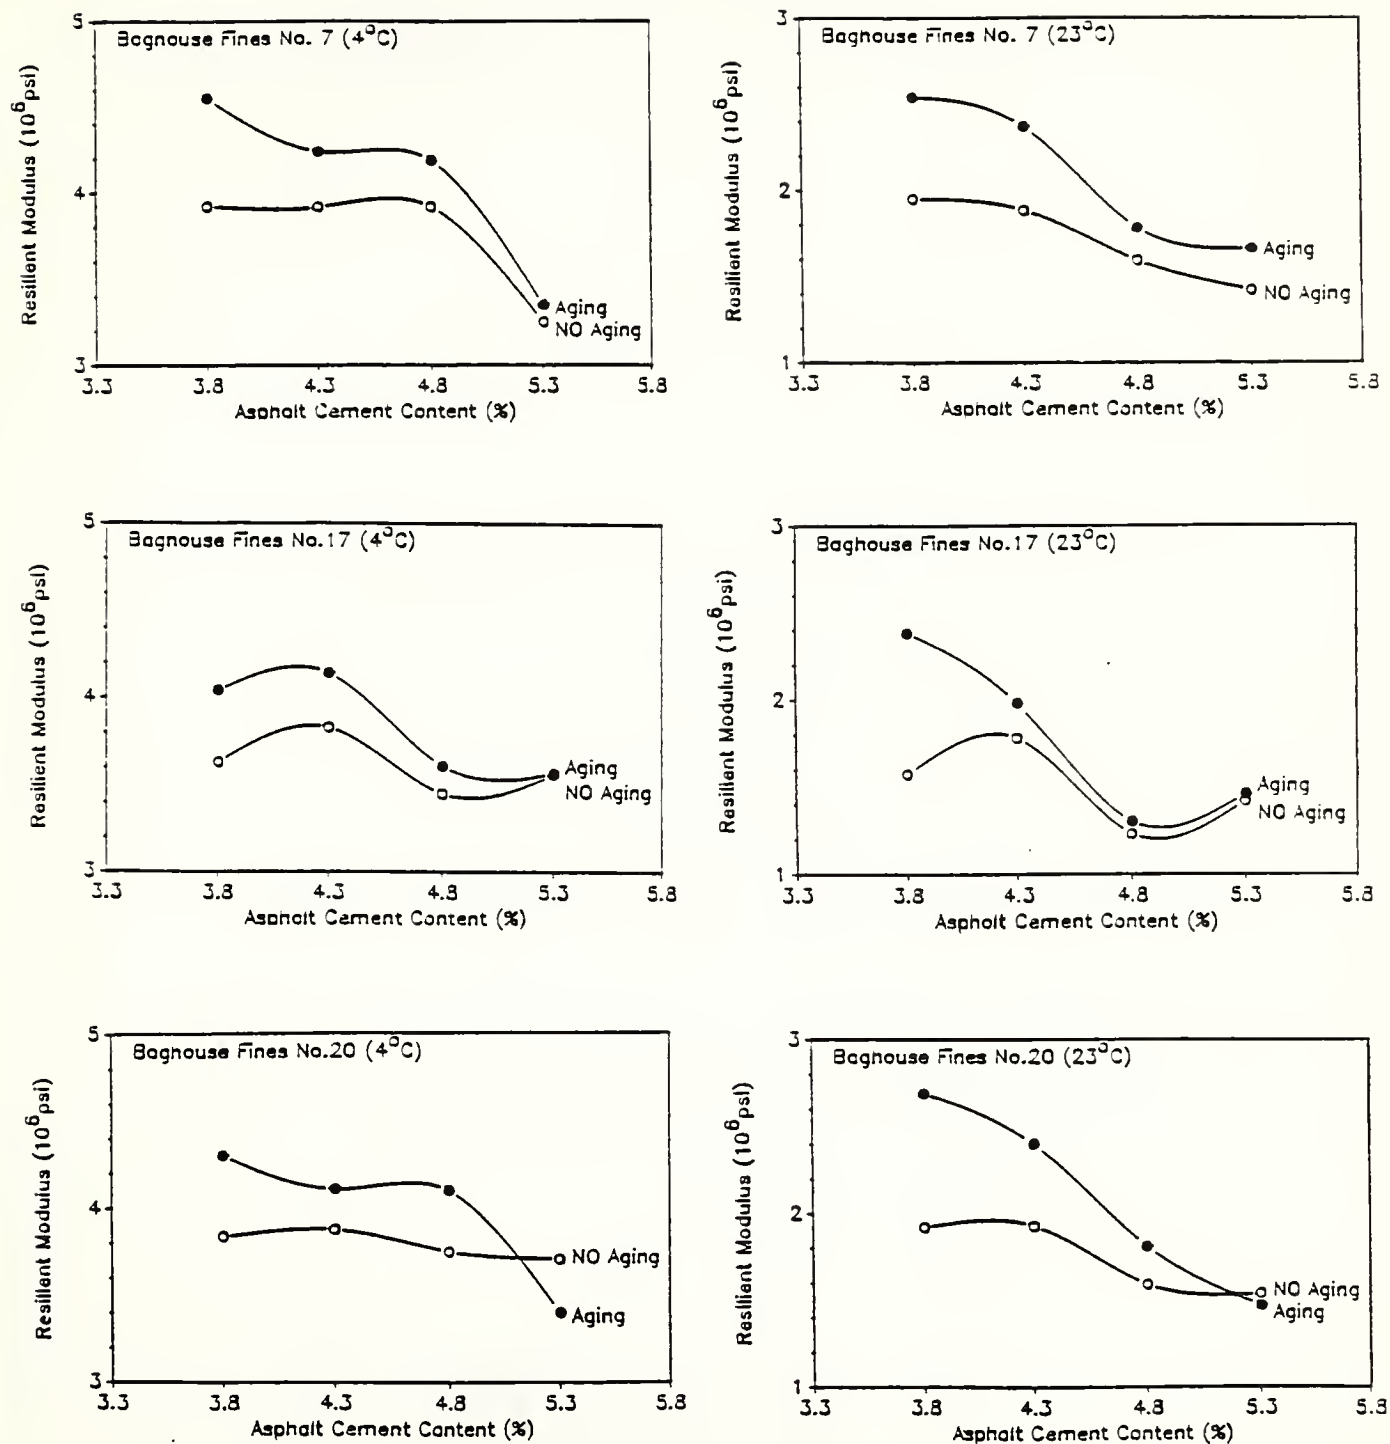 Baghouse Fines No. 7 (4°C)
Resilient Modulus (10⁶psi)
5
4
3
3.3 3.8 4.3 4.8 5.3 5.8
Asphalt Cement Content (%)
Aging
NO Aging
Baghouse Fines No. 7 (23°C)
Resilient Modulus (10⁶psi)
3
2
1
3.3 3.8 4.3 4.8 5.3 5.8
Asphalt Cement Content (%)
Aging
NO Aging
Baghouse Fines No.17 (4°C)
Resilient Modulus (10⁶psi)
5
4
3
3.3 3.8 4.3 4.8 5.3 5.8
Asphalt Cement Content (%)
Aging
NO Aging
Baghouse Fines No.17 (23°C)
Resilient Modulus (10⁶psi)
3
2
1
3.3 3.8 4.3 4.8 5.3 5.8
Asphalt Cement Content (%)
Aging
NO Aging
Baghouse Fines No.20 (4°C)
Resilient Modulus (10⁶psi)
5
4
3
3.3 3.8 4.3 4.8 5.3 5.8
Asphalt Cement Content (%)
NO Aging
Aging
Baghouse Fines No.20 (23°C)
Resilient Modulus (10⁶psi)
3
2
1
3.3 3.8 4.3 4.8 5.3 5.8
Asphalt Cement Content (%)
NO Aging
Aging